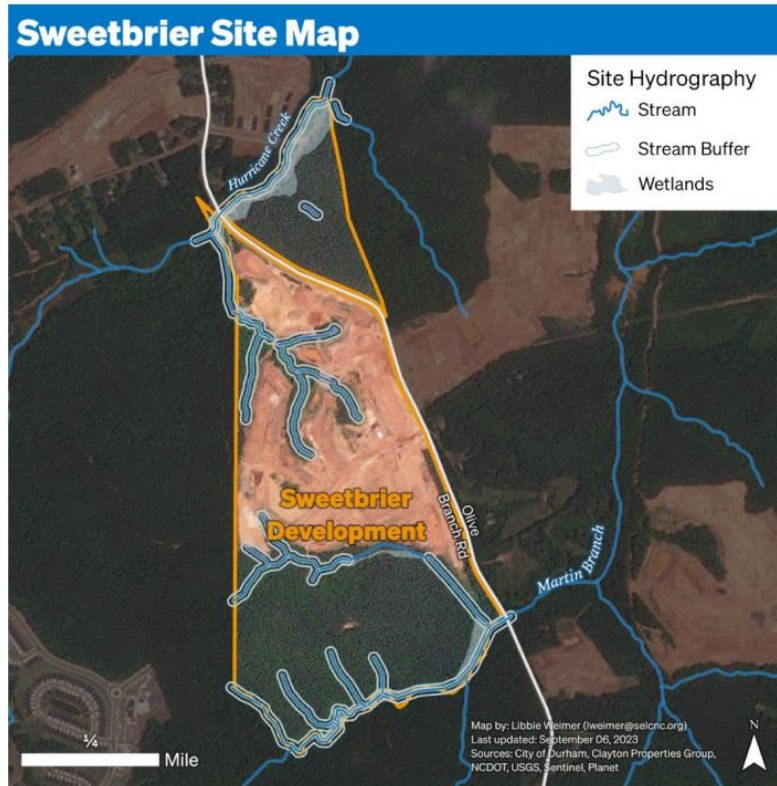 Sweetbrier Site Map
Site Hydrography
Stream
Stream Buffer
Wetlands
Hurricane Creek
Sweetbrier
Development
Olive
Branch Rd
Martin Branch
Map by: Libbie Weimer (lweimer@selcnc.org)
Last updated: September 06, 2023
Sources: City of Durham, Clayton Properties Group,
NCDOT, USGS, Sentinel, Planet
N
¼
Mile